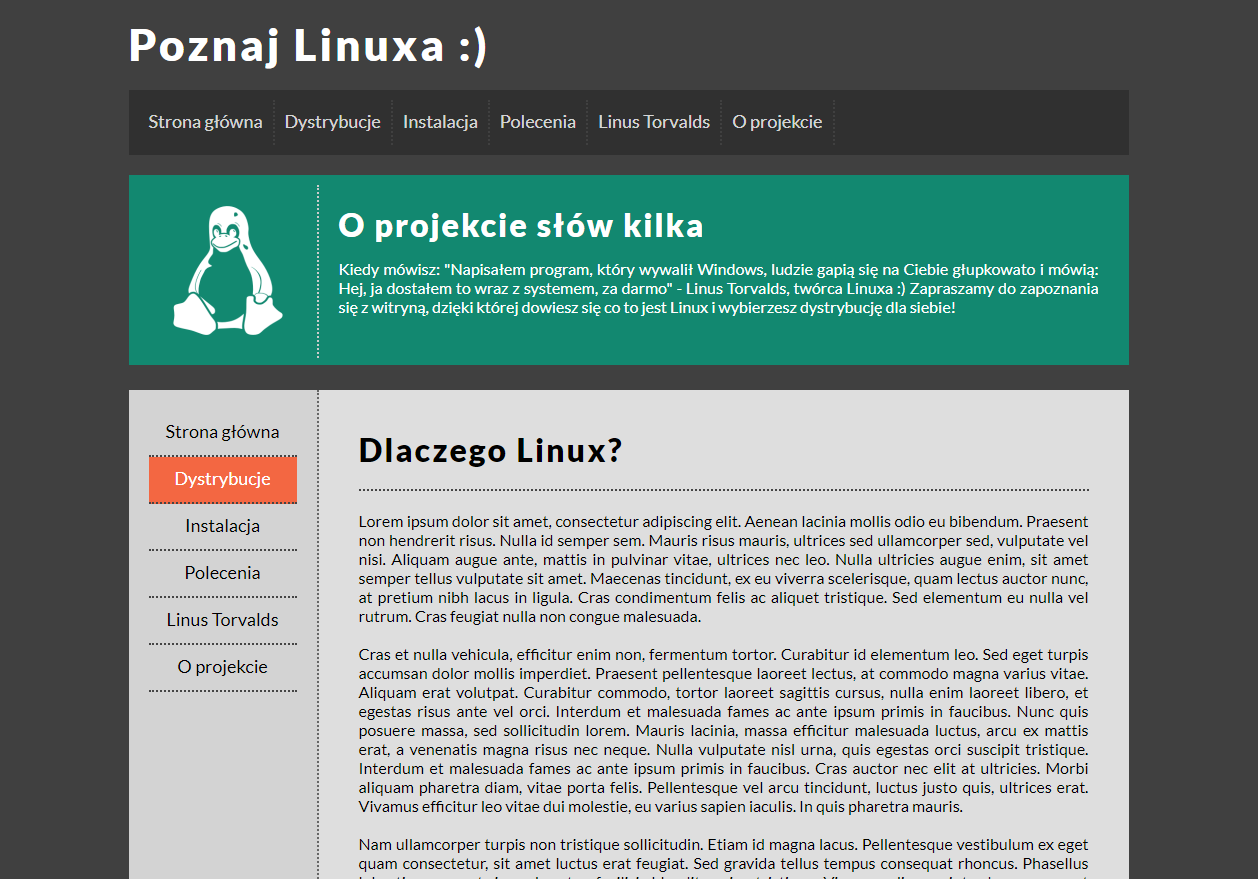 Poznaj Linuxa :)
Strona główna Dystrybucje Instalacja Polecenia Linus Torvalds O projekcie
O projekcie słów kilka
Kiedy mówisz: "Napisałem program, który wywalił Windows, ludzie gapią się na Ciebie głupkowato i mówią:
Hej, ja dostałem to wraz z systemem, za darmo" - Linus Torvalds, twórca Linuxa :) Zapraszamy do zapoznania
się z witryną, dzięki której dowiesz się co to jest Linux i wybierzesz dystrybucję dla siebie!
Strona główna
Dystrybucje
Instalacja
Polecenia
Linus Torvalds
O projekcie
Dlaczego Linux?
Lorem ipsum dolor sit amet, consectetur adipiscing elit. Aenean lacinia mollis odio eu bibendum. Praesent
non hendrerit risus. Nulla id semper sem. Mauris risus mauris, ultrices sed ullamcorper sed, vulputate vel
nisi. Aliquam augue ante, mattis in pulvinar vitae, ultrices nec leo. Nulla ultricies augue enim, sit amet
semper tellus vulputate sit amet. Maecenas tincidunt, ex eu viverra scelerisque, quam lectus auctor nunc,
at pretium nibh lacus in ligula. Cras condimentum felis ac aliquet tristique. Sed elementum eu nulla vel
rutrum. Cras feugiat nulla non congue malesuada.
Cras et nulla vehicula, efficitur enim non, fermentum tortor. Curabitur id elementum leo. Sed eget turpis
accumsan dolor mollis imperdiet. Praesent pellentesque laoreet lectus, at commodo magna varius vitae.
Aliquam erat volutpat. Curabitur commodo, tortor laoreet sagittis cursus, nulla enim laoreet libero, et
egestas risus ante vel orci. Interdum et malesuada fames ac ante ipsum primis in faucibus. Nunc quis
posuere massa, sed sollicitudin lorem. Mauris lacinia, massa efficitur malesuada luctus, arcu ex mattis
erat, a venenatis magna risus nec neque. Nulla vulputate nisl urna, quis egestas orci suscipit tristique.
Interdum et malesuada fames ac ante ipsum primis in faucibus. Cras auctor nec elit at ultricies. Morbi
aliquam pharetra diam, vitae porta felis. Pellentesque vel arcu tincidunt, luctus justo quis, ultrices erat.
Vivamus efficitur leo vitae dui molestie, eu varius sapien iaculis. In quis pharetra mauris.
Nam ullamcorper turpis non tristique sollicitudin. Etiam id magna lacus. Pellentesque vestibulum ex eget
quam consectetur, sit amet luctus erat feugiat. Sed gravida tellus tempus consequat rhoncus. Phasellus